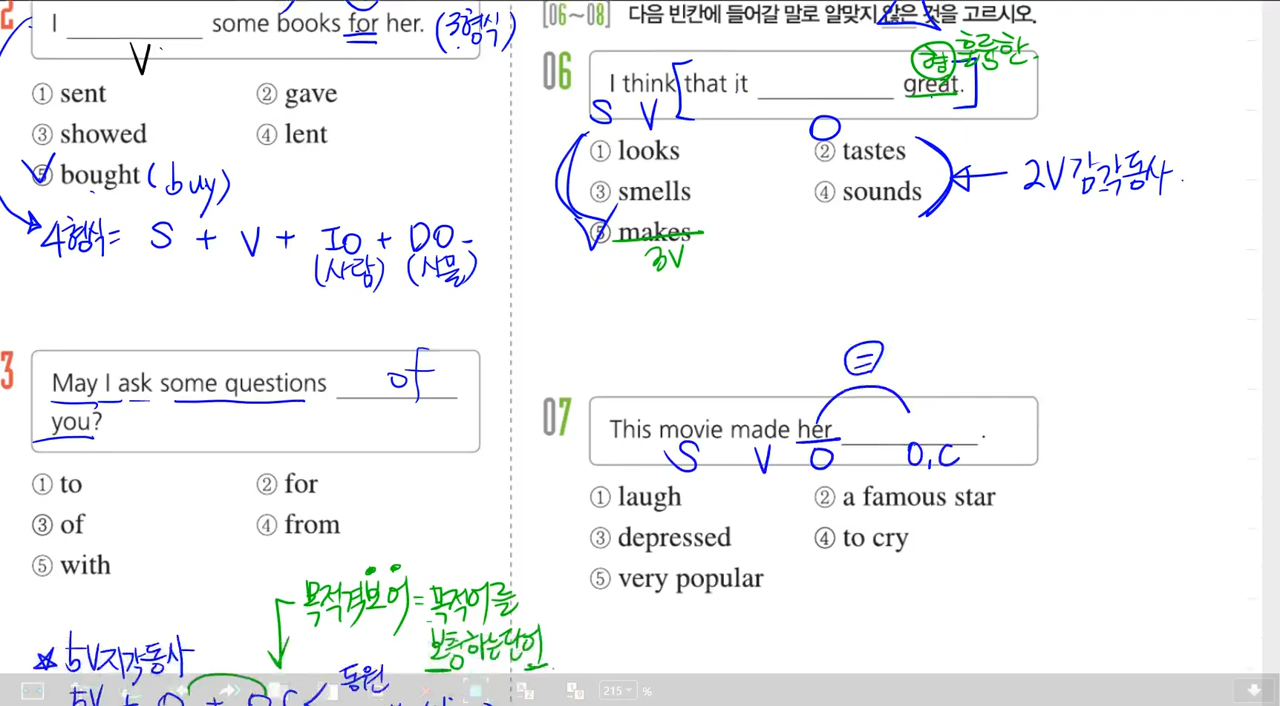 2
I ________ some books for her. (3형식)
V
① sent ② gave
③ showed ④ lent
⑤ bought (buy)
4형식 = S + V + IO + DO
(사람) (사물)
3
May I ask some questions of
you?
① to ② for
③ of ④ from
⑤ with
목적격보어 = 목적어를
보충하는단어.
★ 5V지각동사
동원
5V + O + OC
[06~08] 다음 빈칸에 들어갈 말로 알맞지 않은 것을 고르시오.
형 훌륭한
06
I think [that it ________ great.]
S V O
① looks ② tastes
③ smells ④ sounds
2V감각동사.
⑤ makes
3V
=
07
This movie made her ________.
S V O O.C
① laugh ② a famous star
③ depressed ④ to cry
⑤ very popular
215 %